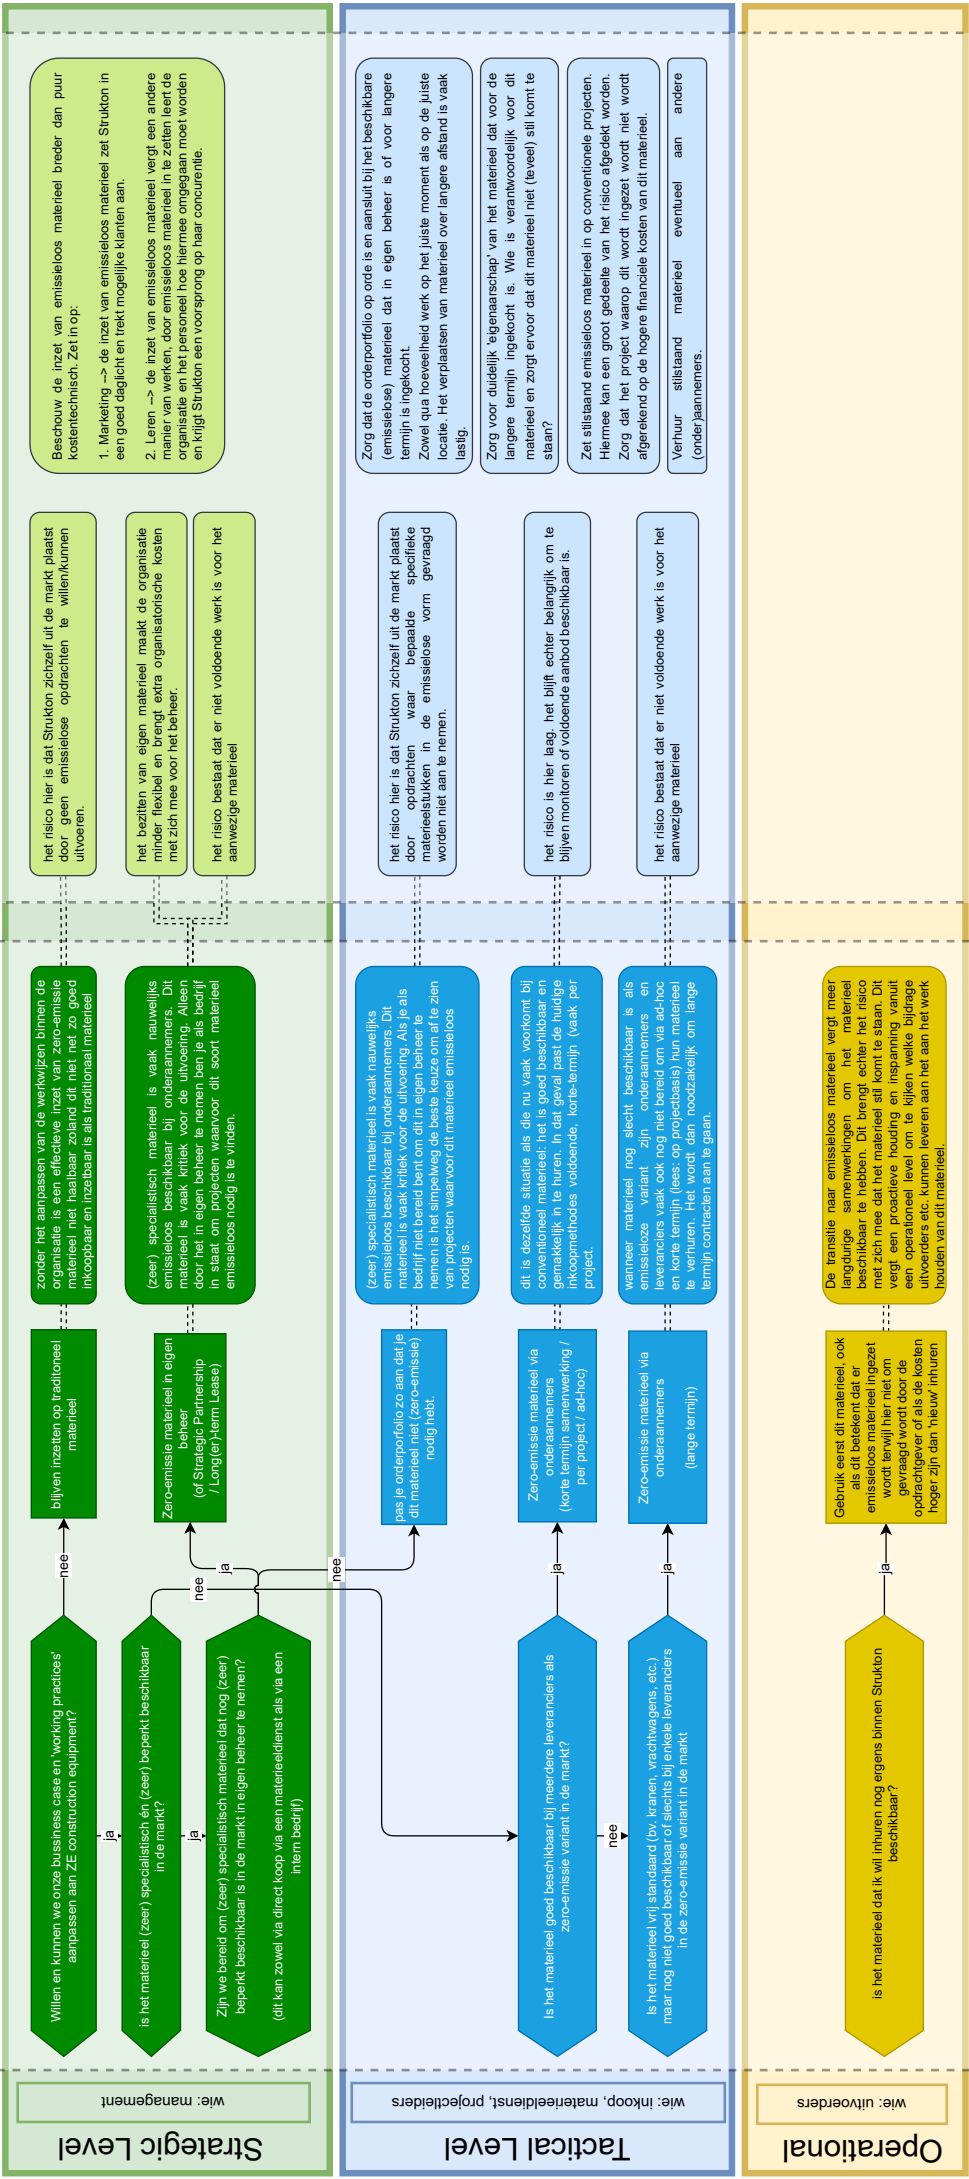 Strategic Level
wie: management
Willen en kunnen we onze bussiness case en 'working practices'
aanpassen aan ZE construction equipment?
nee
blijven inzetten op traditoneel
materieel
zonder het aanpassen van de werkwijzen binnen de
organisatie is een effectieve inzet van zero-emissie
materieel niet haalbaar zoland dit niet net zo goed
inkoopbaar en inzetbaar is als traditionaal materieel
het risico hier is dat Strukton zichzelf uit de markt plaatst
door geen emissielose opdrachten te willen/kunnen
uitvoeren.
ja
is het materieel (zeer) specialistisch én (zeer) beperkt beschikbaar
in de markt?
nee
ja
Zijn we bereid om (zeer) specialistisch materieel dat nog (zeer)
beperkt beschikbaar is in de markt in eigen beheer te nemen?
(dit kan zowel via direct koop via een materieeldienst als via een
intern bedrijf)
ja
nee
Zero-emissie materieel in eigen
beheer
(of Strategic Partnership
/ Long(er)-term Lease)
(zeer) specialistisch materieel is vaak nauwelijks
emissieloos beschikbaar bij onderaannemers. Dit
materieel is vaak kritiek voor de uitvoering. Alleen
door het in eigen beheer te nemen ben je als bedrijf
in staat om projecten waarvoor dit soort materieel
emissieloos nodig is te vinden.
het bezitten van eigen materieel maakt de organisatie
minder flexibel en brengt extra organisatorische kosten
met zich mee voor het beheer.
het risico bestaat dat er niet voldoende werk is voor het
aanwezige materieel
Beschouw de inzet van emissieloos materieel breder dan puur
kostentechnisch. Zet in op:
1. Marketing --> de inzet van emissieloos materieel zet Strukton in
een goed daglicht en trekt mogelijke klanten aan.
2. Leren --> de inzet van emissieloos materieel vergt een andere
manier van werken, door emissieloos materieel in te zetten leert de
organisatie en het personeel hoe hiermee omgegaan moet worden
en krijgt Strukton een voorsprong op haar concurentie.
Tactical Level
wie: inkoop, materieeldienst, projectleiders
pas je orderporfolio zo aan dat je
dit materieel niet (zero-emissie)
nodig hebt.
(zeer) specialistisch materieel is vaak nauwelijks
emissieloos beschikbaar bij onderaannemers. Dit
materieel is vaak kritiek voor de uitvoering. Als je als
bedrijf niet bereid bent om dit in eigen beheer te
nemen is het simpelweg de beste keuze om af te zien
van projecten waarvoor dit materieel emissieloos
nodig is.
het risico hier is dat Strukton zichzelf uit de markt plaatst
door opdrachten waar bepaalde specifieke
materieelstukken in de emissielose vorm gevraagd
worden niet aan te nemen.
Is het materieel goed beschikbaar bij meerdere leveranciers als
zero-emissie variant in de markt?
ja
Zero-emissie materieel via
onderaannemers
(korte termijn samenwerking /
per project / ad-hoc)
dit is dezelfde situatie als die nu vaak voorkomt bij
conventioneel materieel: het is goed beschikbaar en
gemakkelijk in te huren. In dat geval past de huidige
inkoopmethodes voldoende, korte-termijn (vaak per
project.
het risico is hier laag. het blijft echter belangrijk om te
blijven monitoren of voldoende aanbod beschikbaar is.
nee
Is het materieel vrij standaard (bv. kranen, vrachtwagens, etc.)
maar nog niet goed beschikbaar of slechts bij enkele leveranciers
in de zero-emissie variant in de markt
ja
Zero-emissie materieel via
onderaannemers
(lange termijn)
wanneer materieel nog slecht beschikbaar is als
emissieloze variant zijn onderaannemers en
leveranciers vaak ook nog niet bereid om via ad-hoc
en korte termijn (lees: op projectbasis) hun materieel
te verhuren. Het wordt dan noodzakelijk om lange
termijn contracten aan te gaan.
het risico bestaat dat er niet voldoende werk is voor het
aanwezige materieel
Zorg dat de orderportfolio op orde is en aansluit bij het beschikbare
(emissielose) materieel dat in eigen beheer is of voor langere
termijn is ingekocht.
Zowel qua hoeveelheid werk op het juiste moment als op de juiste
locatie. Het verplaatsen van materieel over langere afstand is vaak
lastig.
Zorg voor duidelijk 'eigenaarschap' van het materieel dat voor de
langere termijn ingekocht is. Wie is verantwoordelijk voor dit
materieel en zorgt ervoor dat dit materieel niet (teveel) stil komt te
staan?
Zet stilstaand emissieloos materieel in op conventionele projecten.
Hiermee kan een groot gedeelte van het risico afgedekt worden.
Zorg dat het project waarop dit wordt ingezet wordt niet wordt
afgerekend op de hogere financiele kosten van dit materieel.
Verhuur stilstaand materieel eventueel aan andere
(onder)aannemers.
Operational
wie: uitvoerders
is het materieel dat ik wil inhuren nog ergens binnen Strukton
beschikbaar?
ja
Gebruik eerst dit materieel, ook
als dit betekent dat er
emissieloos materieel ingezet
wordt terwijl hier niet om
gevraagd wordt door de
opdrachtgever of als de kosten
hoger zijn dan 'nieuw' inhuren
De transitie naar emissieloos materieel vergt meer
langdurige samenwerkingen om het materieel
beschikbaar te hebben. Dit brengt echter het risico
met zich mee dat het materieel stil komt te staan. Dit
vergt een proactieve houding en inspanning vanuit
een operationeel level om te kijken welke bijdrage
uitvoerders etc. kunnen leveren aan het aan het werk
houden van dit materieel.